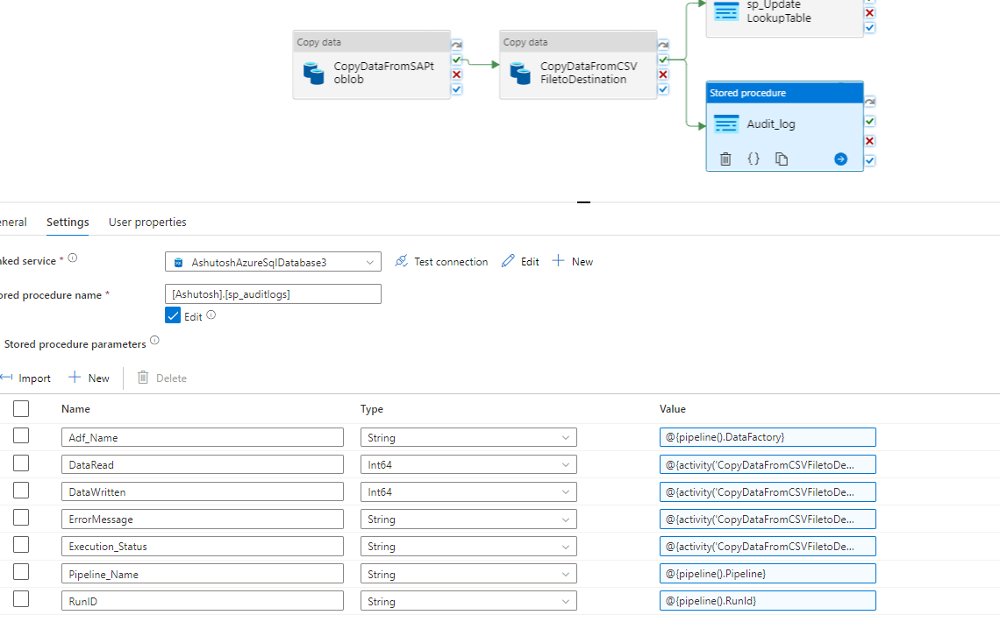 sp_Update
LookupTable
Copy data
CopyDataFromSAPt
oblob
Copy data
CopyDataFromCSV
FiletoDestination
Stored procedure
Audit_log
{}
eneral
Settings
User properties
nked service *
AshutoshAzureSqlDatabase3
Test connection
Edit
New
ored procedure name *
[Ashutosh].[sp_auditlogs]
Edit
Stored procedure parameters
Import
New
Delete
Name Type Value
Adf_Name String @{pipeline().DataFactory}
DataRead Int64 @{activity('CopyDataFromCSVFiletoDe...
DataWritten Int64 @{activity('CopyDataFromCSVFiletoDe...
ErrorMessage String @{activity('CopyDataFromCSVFiletoDe...
Execution_Status String @{activity('CopyDataFromCSVFiletoDe...
Pipeline_Name String @{pipeline().Pipeline}
RunID String @{pipeline().RunId}